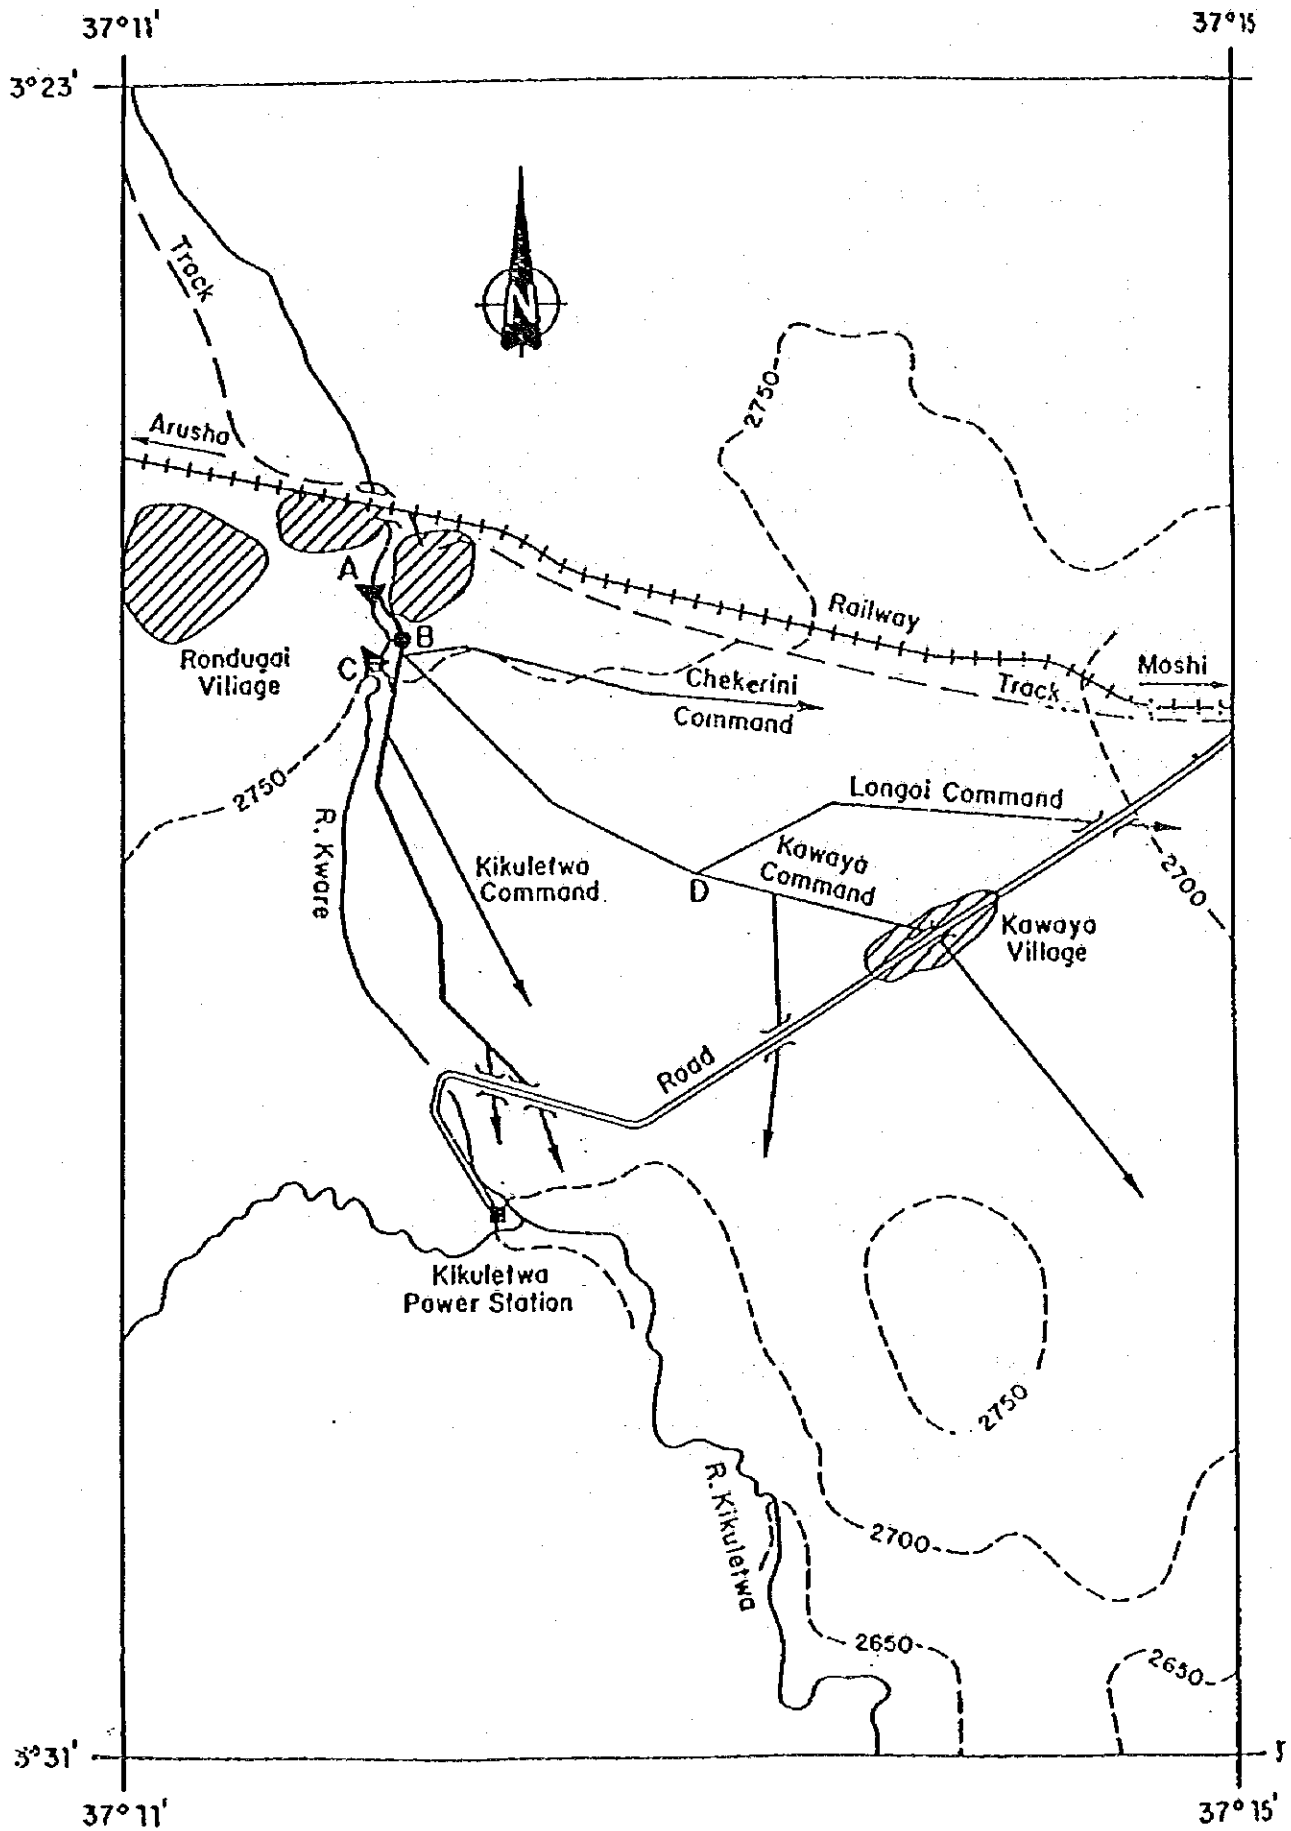 37°11'
37°15
3°23'
Track
N
Arusha
2750
A
B
C
Railway
Rondugai
Village
Moshi
Chekerini
Command
Track
2750
Longoi Command
R. Kware
Kikuletwa
Command
Kawaya
Command
D
2700
Kawaya
Village
Road
Kikuletwa
Power Station
2750
R. Kikuletwa
2700
2650
2650
3°31'
37°11'
37°15'